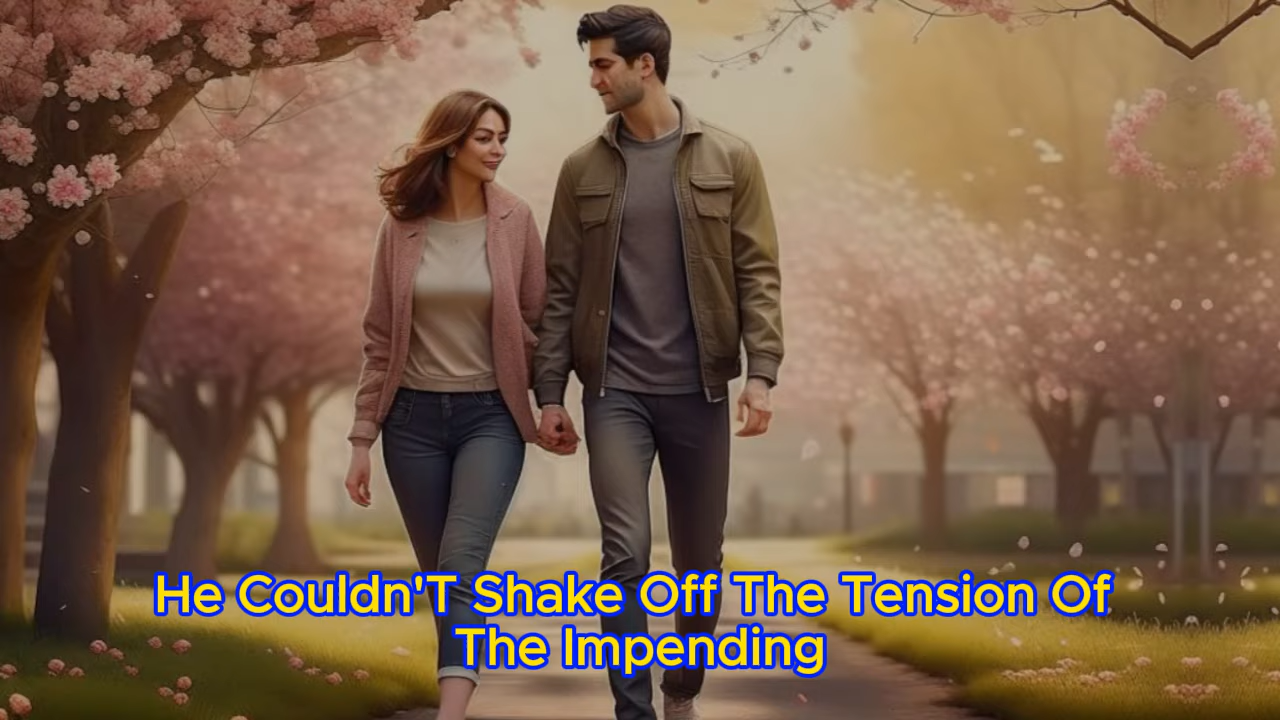 He Couldn'T Shake Off The Tension Of
The Impending